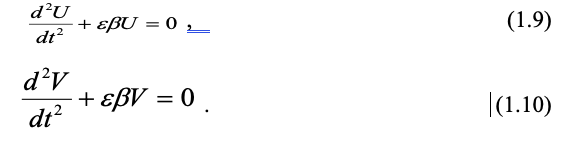 d²U/dt² + εβU = 0 , (1.9)
d²V/dt² + εβV = 0 . (1.10)